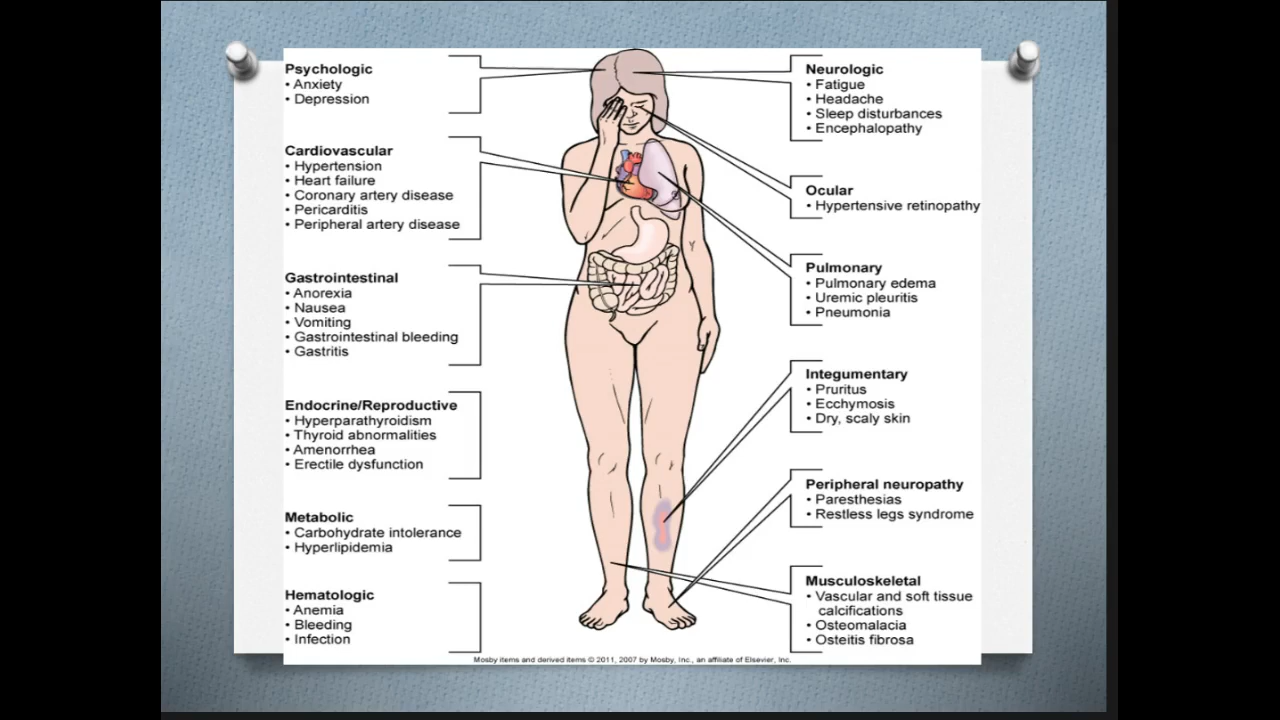 Psychologic
• Anxiety
• Depression
Cardiovascular
• Hypertension
• Heart failure
• Coronary artery disease
• Pericarditis
• Peripheral artery disease
Gastrointestinal
• Anorexia
• Nausea
• Vomiting
• Gastrointestinal bleeding
• Gastritis
Endocrine/Reproductive
• Hyperparathyroidism
• Thyroid abnormalities
• Amenorrhea
• Erectile dysfunction
Metabolic
• Carbohydrate intolerance
• Hyperlipidemia
Hematologic
• Anemia
• Bleeding
• Infection
Neurologic
• Fatigue
• Headache
• Sleep disturbances
• Encephalopathy
Ocular
• Hypertensive retinopathy
Pulmonary
• Pulmonary edema
• Uremic pleuritis
• Pneumonia
Integumentary
• Pruritus
• Ecchymosis
• Dry, scaly skin
Peripheral neuropathy
• Paresthesias
• Restless legs syndrome
Musculoskeletal
• Vascular and soft tissue
calcifications
• Osteomalacia
• Osteitis fibrosa
Mosby items and derived items © 2011, 2007 by Mosby, Inc., an affiliate of Elsevier, Inc.